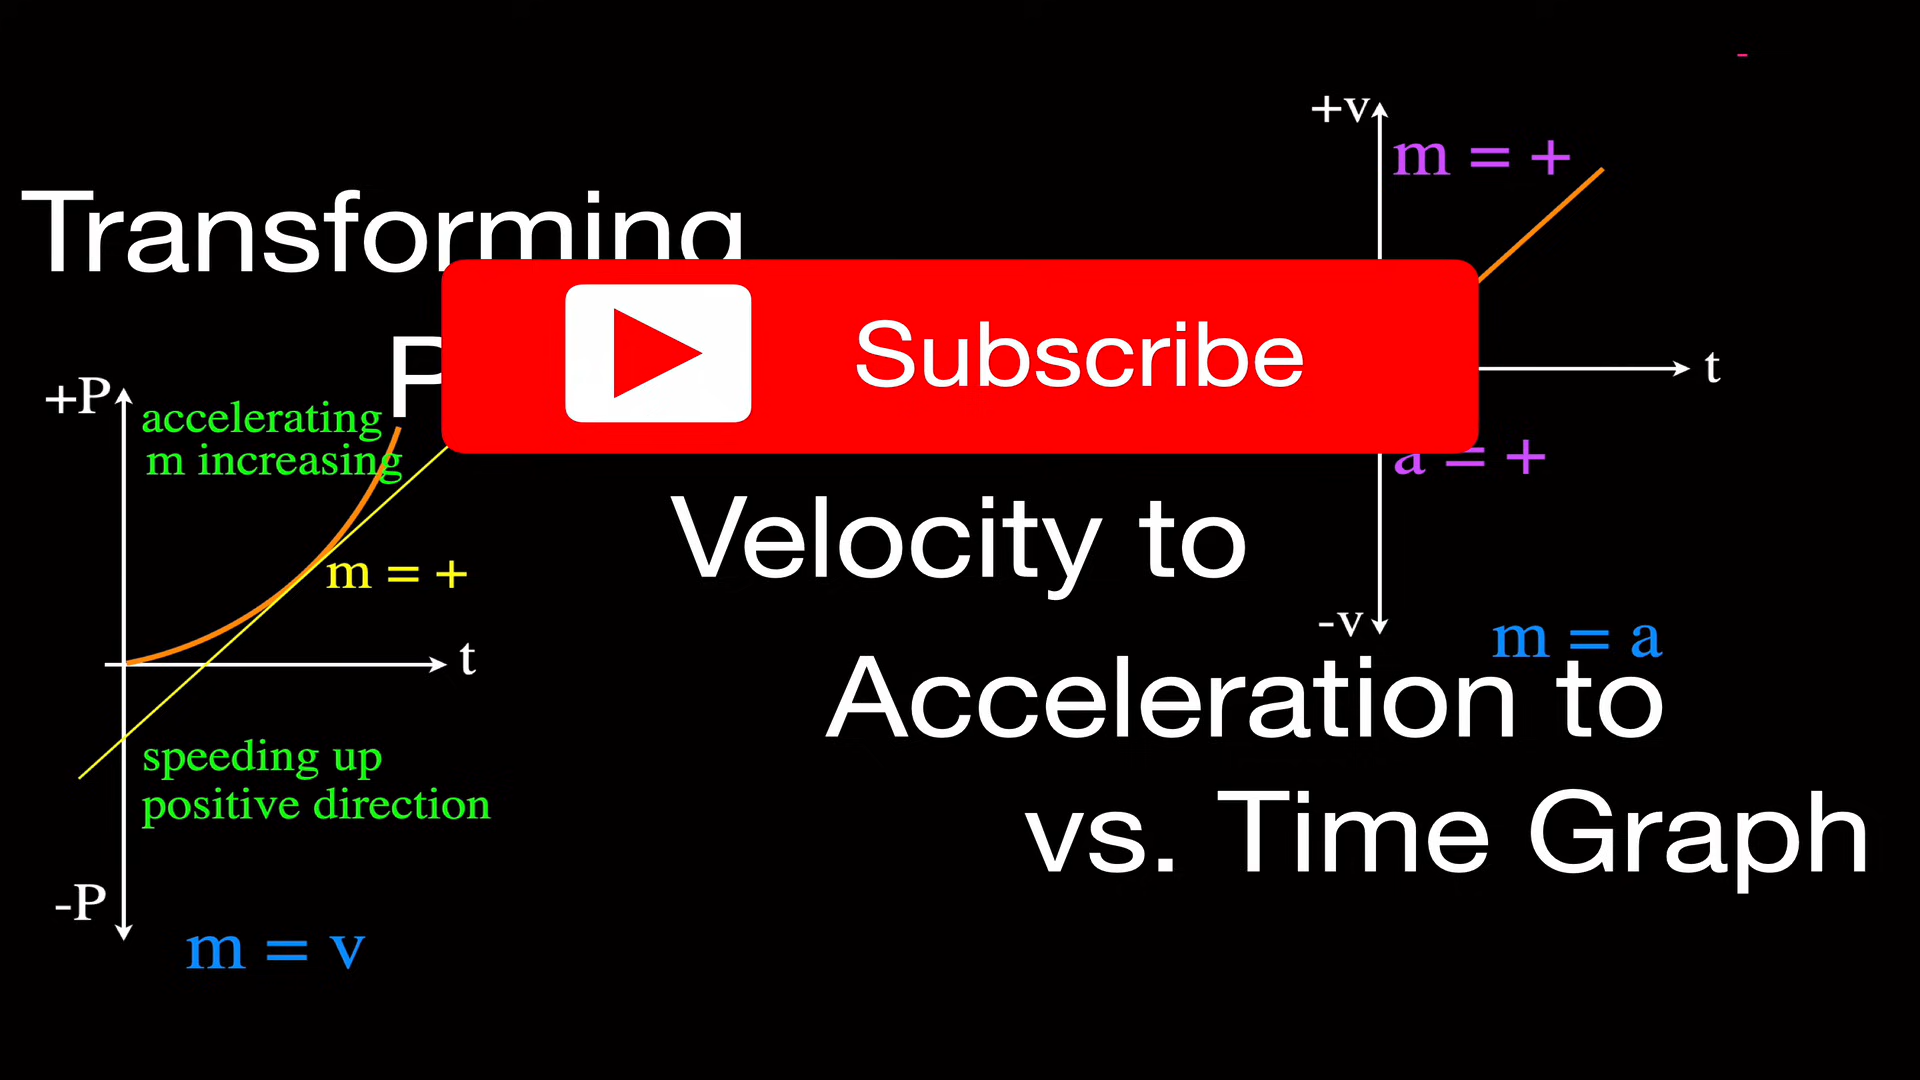 Transforming
P
Subscribe
Velocity to
Acceleration to
vs. Time Graph
+P
accelerating
m increasing
m = +
t
speeding up
positive direction
-P
m = v
+v
m = +
t
a = +
-v
m = a